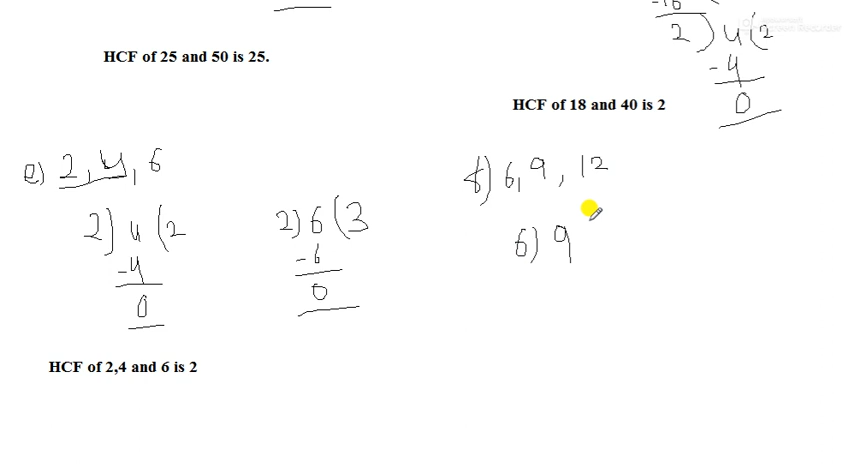 -16
2) 4 (2
-4
0
HCF of 25 and 50 is 25.
HCF of 18 and 40 is 2
e) 2, 4, 6
2) 4 (2
-4
0
2) 6 (3
-6
0
HCF of 2,4 and 6 is 2
f) 6, 9, 12
6) 9